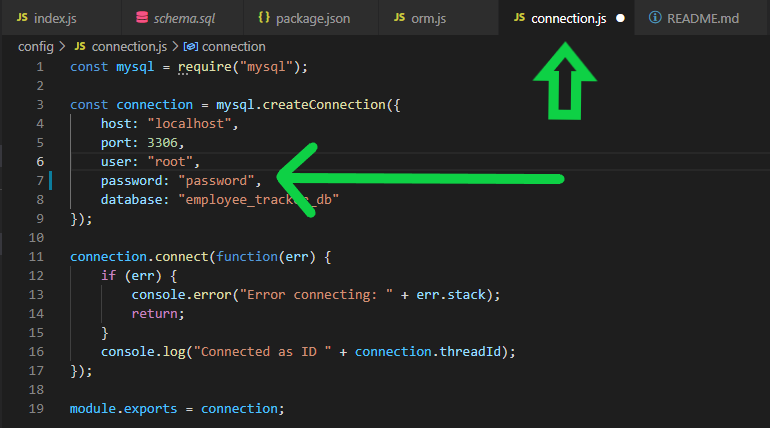 JS index.js schema.sql package.json JS orm.js JS connection.js README.md
config > JS connection.js > connection
1 const mysql = require("mysql");
2
3 const connection = mysql.createConnection({
4 host: "localhost",
5 port: 3306,
6 user: "root",
7 password: "password",
8 database: "employee_tracker_db"
9 });
10
11 connection.connect(function(err) {
12 if (err) {
13 console.error("Error connecting: " + err.stack);
14 return;
15 }
16 console.log("Connected as ID " + connection.threadId);
17 });
18
19 module.exports = connection;